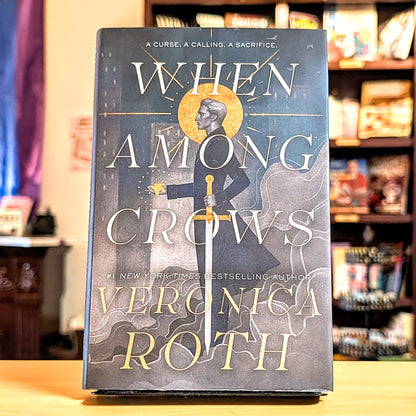 A CURSE. A CALLING. A SACRIFICE.
WHEN
AMONG
CROWS
#1 NEW YORK TIMES BESTSELLING AUTHOR
VERONICA
ROTH